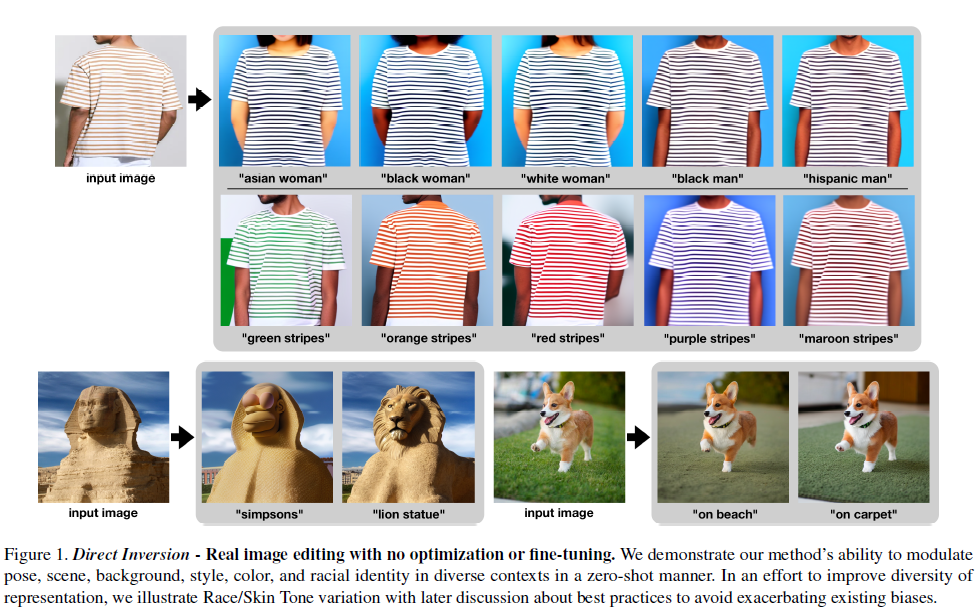 input image
"asian woman" "black woman" "white woman" "black man" "hispanic man"
"green stripes" "orange stripes" "red stripes" "purple stripes" "maroon stripes"
input image "simpsons" "lion statue" input image "on beach" "on carpet"
Figure 1. Direct Inversion - Real image editing with no optimization or fine-tuning. We demonstrate our method's ability to modulate
pose, scene, background, style, color, and racial identity in diverse contexts in a zero-shot manner. In an effort to improve diversity of
representation, we illustrate Race/Skin Tone variation with later discussion about best practices to avoid exacerbating existing biases.